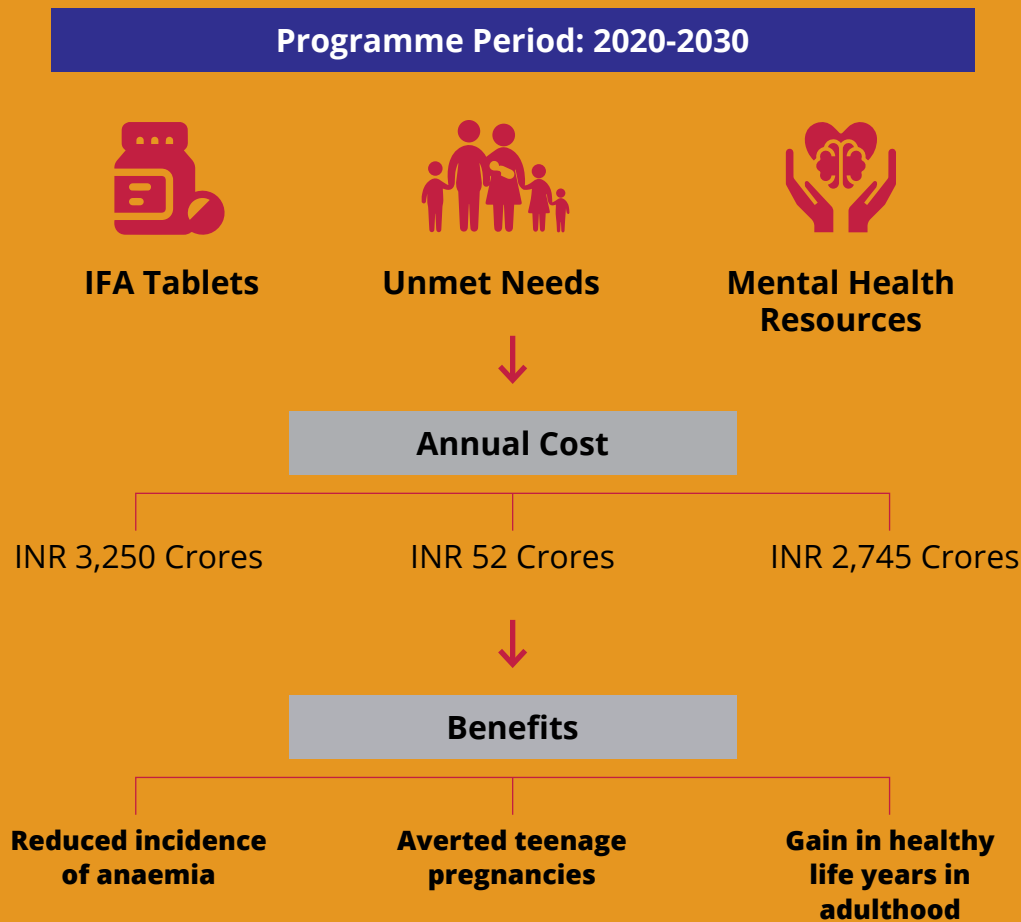 Programme Period: 2020-2030
IFA Tablets
Unmet Needs
Mental Health
Resources
Annual Cost
INR 3,250 Crores
INR 52 Crores
INR 2,745 Crores
Benefits
Reduced incidence
of anaemia
Averted teenage
pregnancies
Gain in healthy
life years in
adulthood